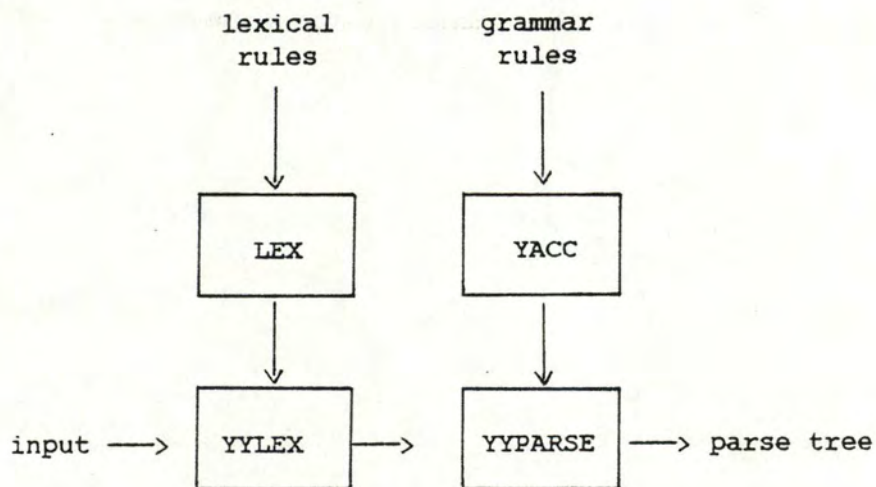 lexical
rules
grammar
rules
LEX
YACC
input
YYLEX
YYPARSE
parse tree